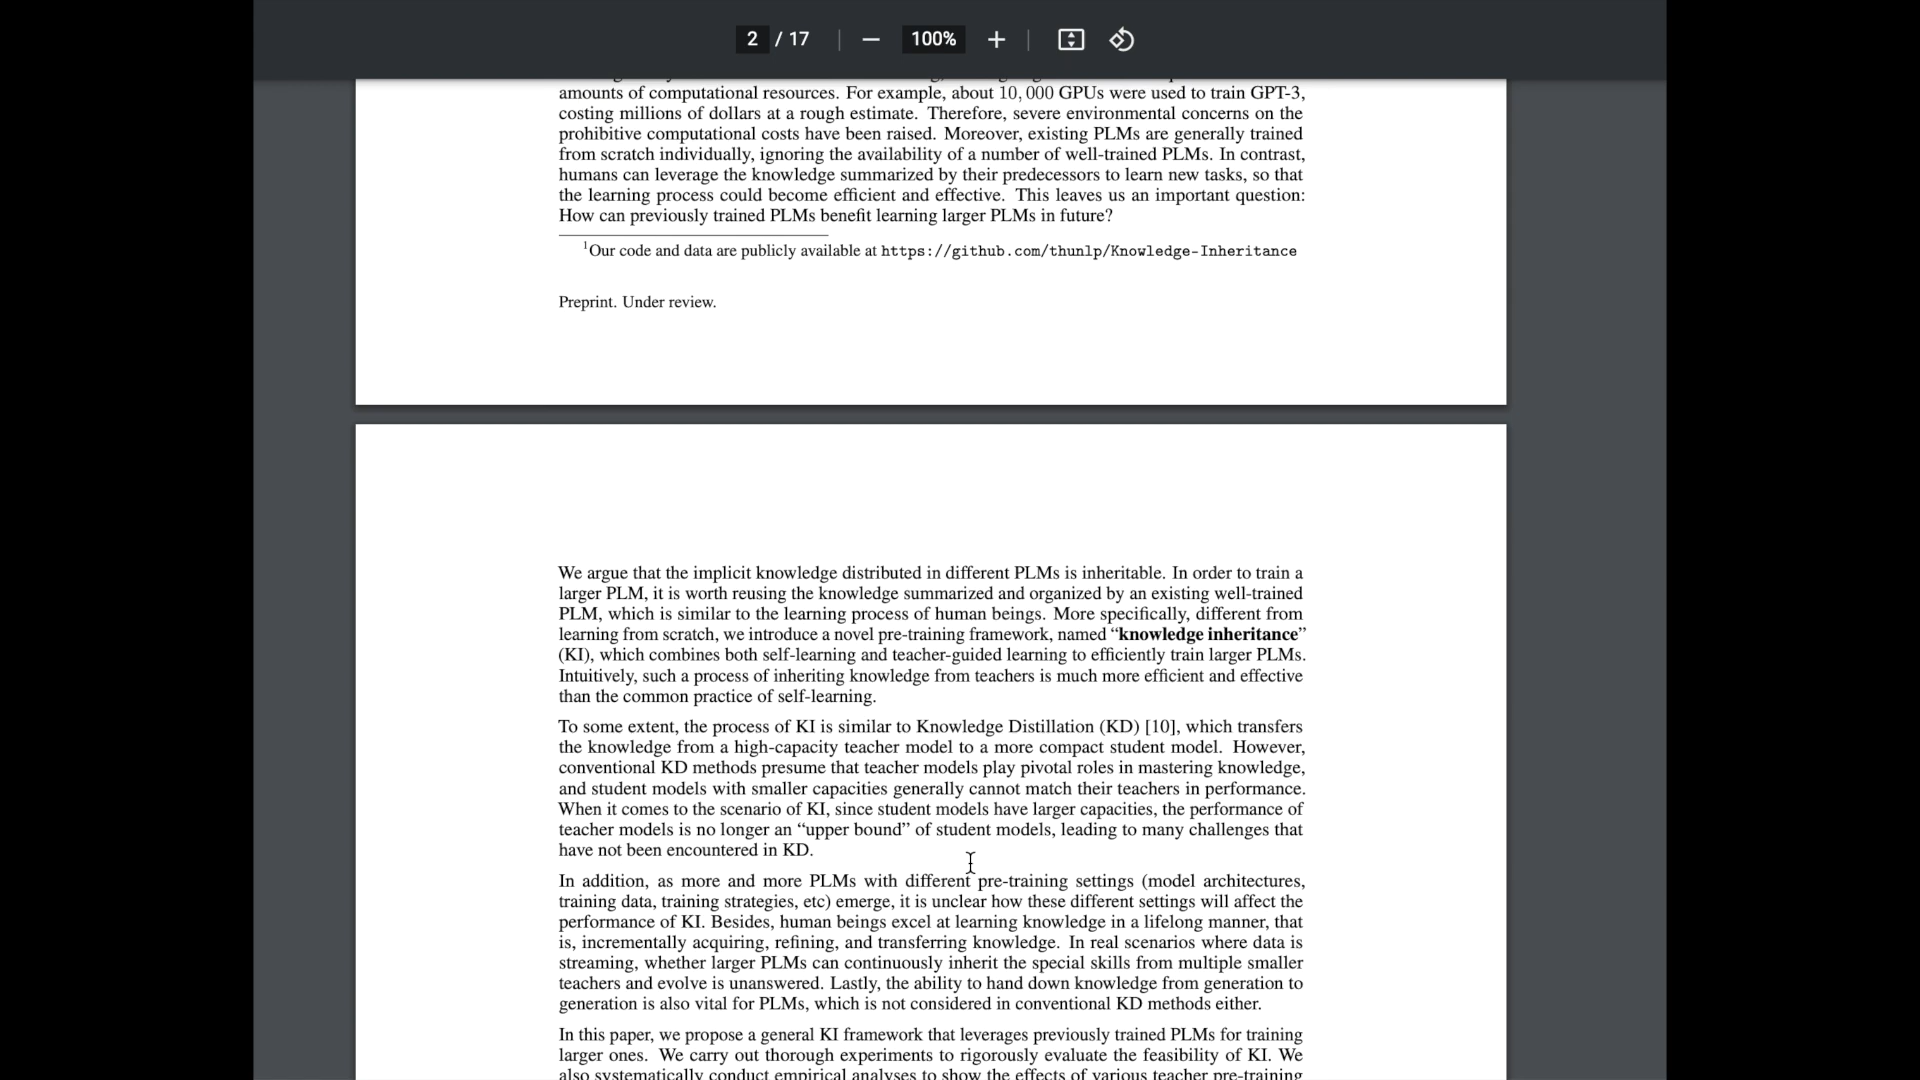 2 / 17 − 100% +
amounts of computational resources. For example, about 10, 000 GPUs were used to train GPT-3,
costing millions of dollars at a rough estimate. Therefore, severe environmental concerns on the
prohibitive computational costs have been raised. Moreover, existing PLMs are generally trained
from scratch individually, ignoring the availability of a number of well-trained PLMs. In contrast,
humans can leverage the knowledge summarized by their predecessors to learn new tasks, so that
the learning process could become efficient and effective. This leaves us an important question:
How can previously trained PLMs benefit learning larger PLMs in future?
1Our code and data are publicly available at https://github.com/thunlp/Knowledge-Inheritance
Preprint. Under review.
We argue that the implicit knowledge distributed in different PLMs is inheritable. In order to train a
larger PLM, it is worth reusing the knowledge summarized and organized by an existing well-trained
PLM, which is similar to the learning process of human beings. More specifically, different from
learning from scratch, we introduce a novel pre-training framework, named “knowledge inheritance”
(KI), which combines both self-learning and teacher-guided learning to efficiently train larger PLMs.
Intuitively, such a process of inheriting knowledge from teachers is much more efficient and effective
than the common practice of self-learning.
To some extent, the process of KI is similar to Knowledge Distillation (KD) [10], which transfers
the knowledge from a high-capacity teacher model to a more compact student model. However,
conventional KD methods presume that teacher models play pivotal roles in mastering knowledge,
and student models with smaller capacities generally cannot match their teachers in performance.
When it comes to the scenario of KI, since student models have larger capacities, the performance of
teacher models is no longer an “upper bound” of student models, leading to many challenges that
have not been encountered in KD.
In addition, as more and more PLMs with different pre-training settings (model architectures,
training data, training strategies, etc) emerge, it is unclear how these different settings will affect the
performance of KI. Besides, human beings excel at learning knowledge in a lifelong manner, that
is, incrementally acquiring, refining, and transferring knowledge. In real scenarios where data is
streaming, whether larger PLMs can continuously inherit the special skills from multiple smaller
teachers and evolve is unanswered. Lastly, the ability to hand down knowledge from generation to
generation is also vital for PLMs, which is not considered in conventional KD methods either.
In this paper, we propose a general KI framework that leverages previously trained PLMs for training
larger ones. We carry out thorough experiments to rigorously evaluate the feasibility of KI. We
also systematically conduct empirical analyses to show the effects of various teacher pre-training